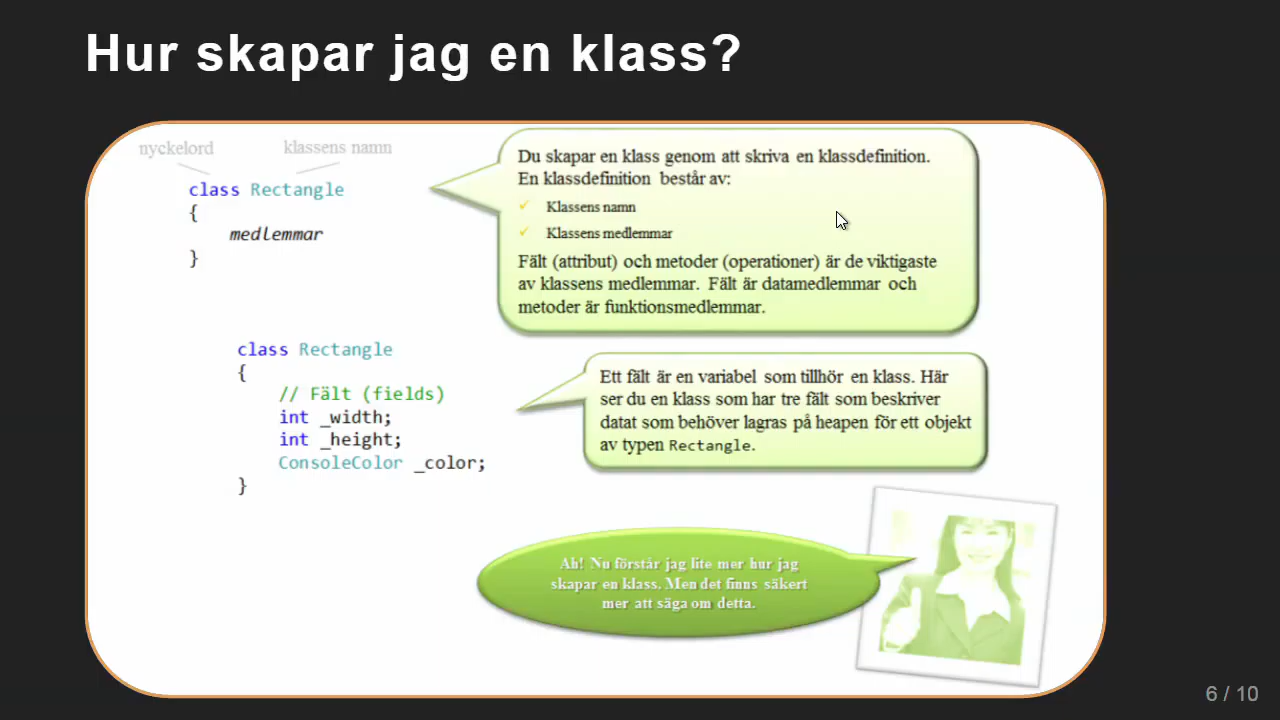 Hur skapar jag en klass?
nyckelord klassens namn
class Rectangle
{
medlemmar
}
Du skapar en klass genom att skriva en klassdefinition.
En klassdefinition består av:
Klassens namn
Klassens medlemmar
Fält (attribut) och metoder (operationer) är de viktigaste
av klassens medlemmar. Fält är datamedlemmar och
metoder är funktionsmedlemmar.
class Rectangle
{
// Fält (fields)
int _width;
int _height;
ConsoleColor _color;
}
Ett fält är en variabel som tillhör en klass. Här
ser du en klass som har tre fält som beskriver
datat som behöver lagras på heapen för ett objekt
av typen Rectangle.
Ah! Nu förstår jag lite mer hur jag
skapar en klass. Men det finns säkert
mer att säga om detta.
6 / 10